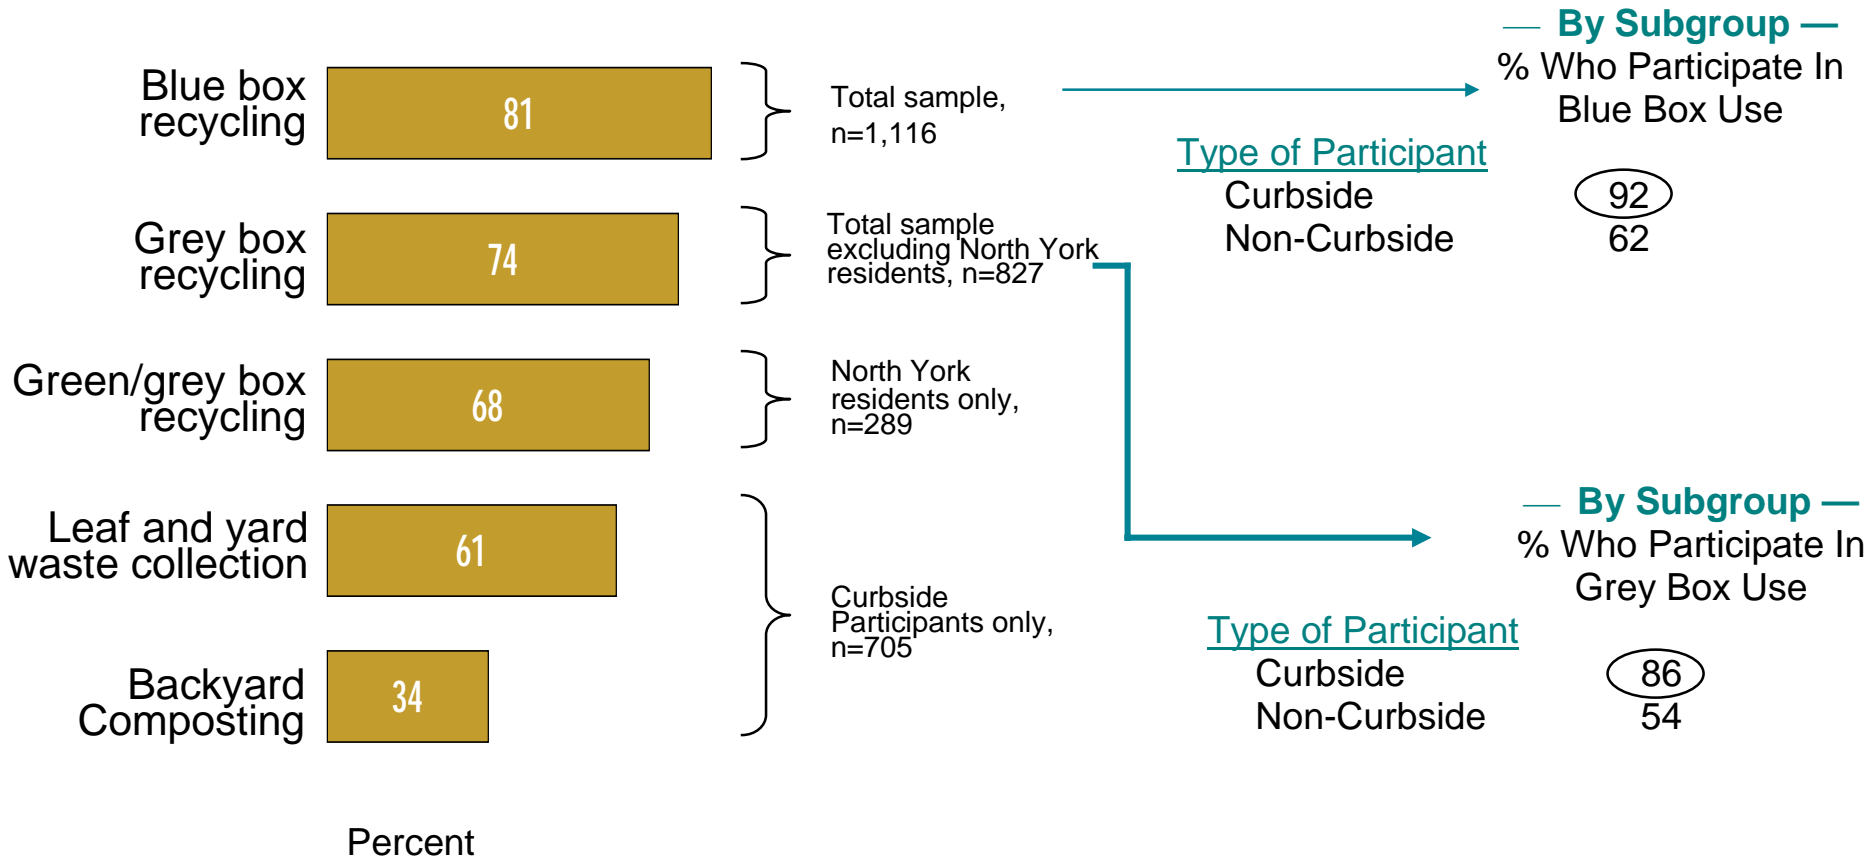 Blue box
recycling
81
Total sample,
n=1,116
Grey box
recycling
74
Total sample
excluding North York
residents, n=827
Green/grey box
recycling
68
North York
residents only,
n=289
Leaf and yard
waste collection
61
Backyard
Composting
34
Curbside
Participants only,
n=705
Percent
— By Subgroup —
% Who Participate In
Blue Box Use
Type of Participant
Curbside 92
Non-Curbside 62
— By Subgroup —
% Who Participate In
Grey Box Use
Type of Participant
Curbside 86
Non-Curbside 54